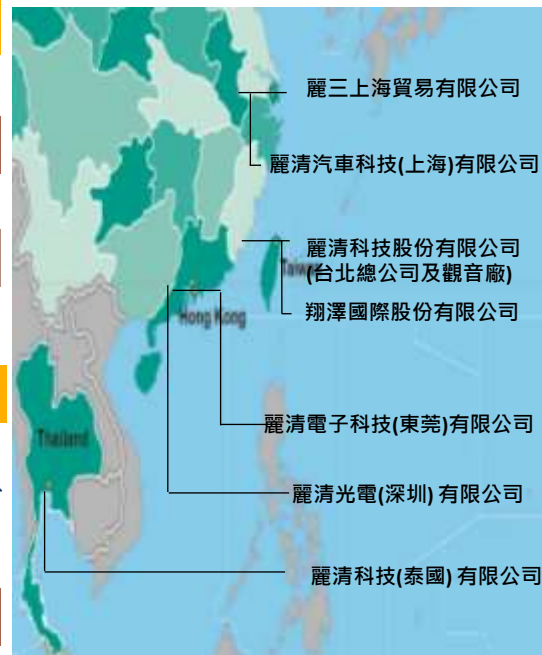 麗三上海貿易有限公司
麗清汽車科技(上海)有限公司
麗清科技股份有限公司
Taiwan
(台北總公司及觀音廠)
翔澤國際股份有限公司
Hong Kong
麗清電子科技(東莞)有限公司
Thailand
麗清光電(深圳) 有限公司
麗清科技(泰國) 有限公司